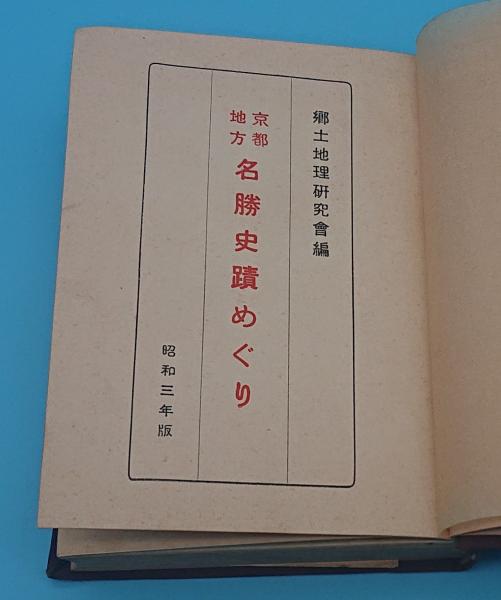 郷土地理研究會編
京都地方 名勝史蹟めぐり
昭和三年版